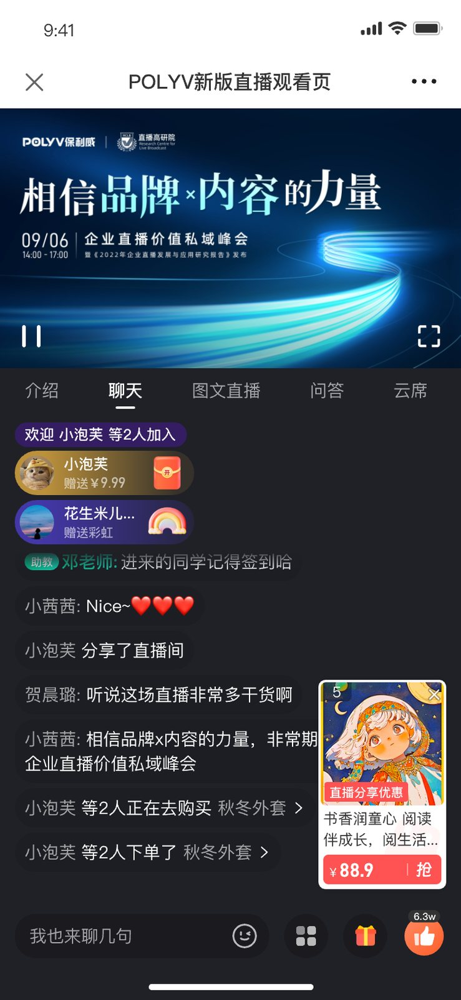 9:41
POLYV新版直播观看页
POLYV保利威
直播高研院
Research Centre for
Live Broadcast
相信品牌×内容的力量
09/06
14:00 - 17:00
企业直播价值私域峰会
暨《2022年企业直播发展与应用研究报告》发布
介绍 聊天 图文直播 问答 云席
欢迎 小泡芙 等2人加入
小泡芙
赠送￥9.99
开
花生米儿...
赠送彩虹
助教 邓老师: 进来的同学记得签到哈
小茜茜: Nice~❤️❤️❤️
小泡芙 分享了直播间
贺晨璐: 听说这场直播非常多干货啊
小茜茜: 相信品牌x内容的力量，非常期
企业直播价值私域峰会
小泡芙 等2人正在去购买 秋冬外套 >
小泡芙 等2人下单了 秋冬外套 >
5
直播分享优惠
书香润童心 阅读
伴成长，阅生活...
￥88.9 抢
我也来聊几句
6.3w